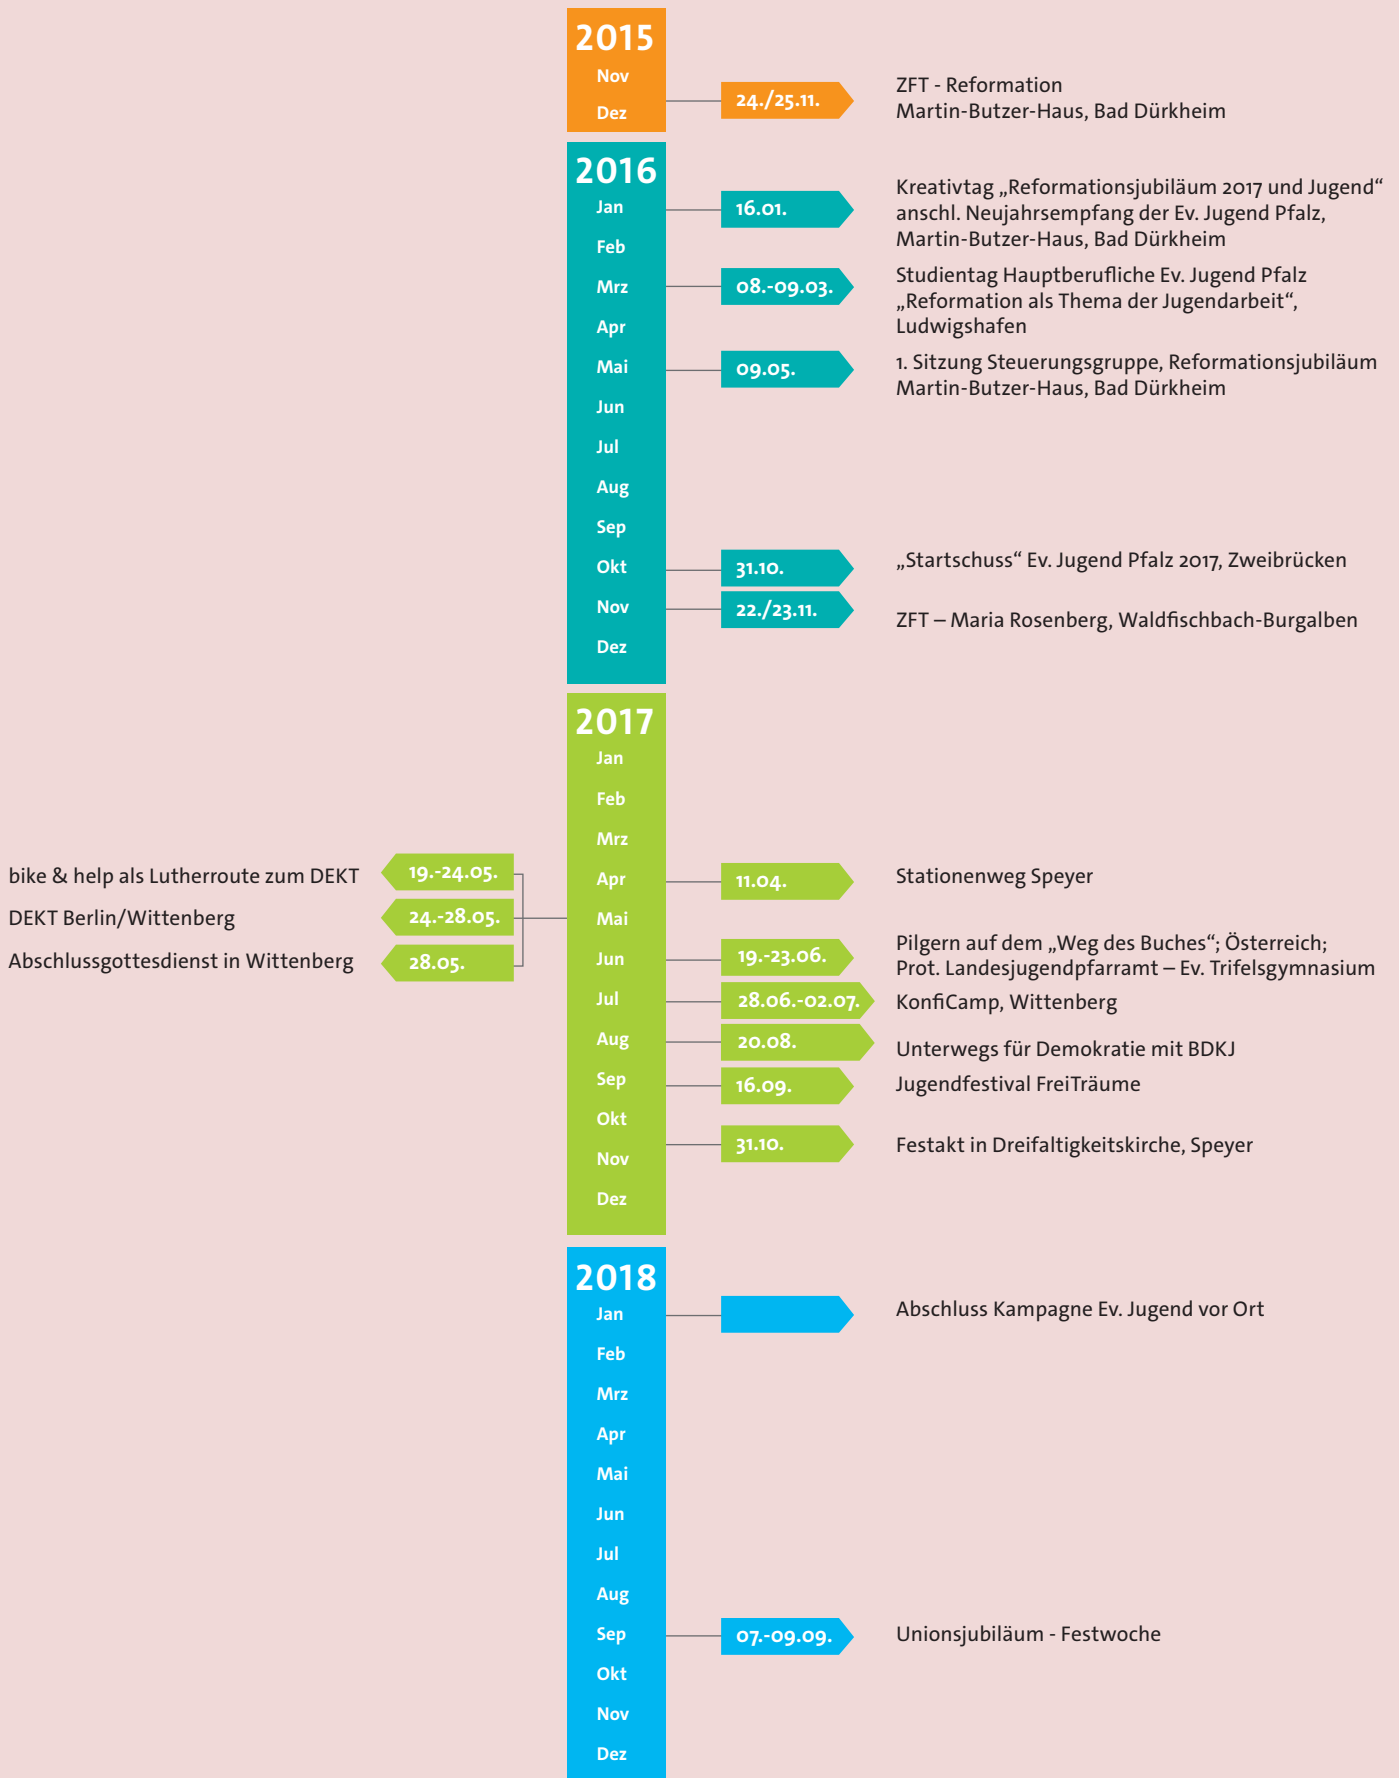 2015
Nov
24./25.11.
ZFT - Reformation
Martin-Butzer-Haus, Bad Dürkheim
Dez
2016
Jan
16.01.
Kreativtag „Reformationsjubiläum 2017 und Jugend“
anschl. Neujahrsempfang der Ev. Jugend Pfalz,
Martin-Butzer-Haus, Bad Dürkheim
Feb
Mrz
08.-09.03.
Studientag Hauptberufliche Ev. Jugend Pfalz
„Reformation als Thema der Jugendarbeit“,
Ludwigshafen
Apr
Mai
09.05.
1. Sitzung Steuerungsgruppe, Reformationsjubiläum
Martin-Butzer-Haus, Bad Dürkheim
Jun
Jul
Aug
Sep
Okt
31.10.
„Startschuss“ Ev. Jugend Pfalz 2017, Zweibrücken
Nov
22./23.11.
ZFT – Maria Rosenberg, Waldfischbach-Burgalben
Dez
2017
Jan
Feb
Mrz
bike & help als Lutherroute zum DEKT
19.-24.05.
Apr
11.04.
Stationenweg Speyer
DEKT Berlin/Wittenberg
24.-28.05.
Mai
Abschlussgottesdienst in Wittenberg
28.05.
Jun
19.-23.06.
Pilgern auf dem „Weg des Buches“; Österreich;
Prot. Landesjugendpfarramt – Ev. Trifelsgymnasium
Jul
28.06.-02.07.
KonfiCamp, Wittenberg
Aug
20.08.
Unterwegs für Demokratie mit BDKJ
Sep
16.09.
Jugendfestival FreiTräume
Okt
31.10.
Festakt in Dreifaltigkeitskirche, Speyer
Nov
Dez
2018
Jan
Abschluss Kampagne Ev. Jugend vor Ort
Feb
Mrz
Apr
Mai
Jun
Jul
Aug
Sep
07.-09.09.
Unionsjubiläum - Festwoche
Okt
Nov
Dez